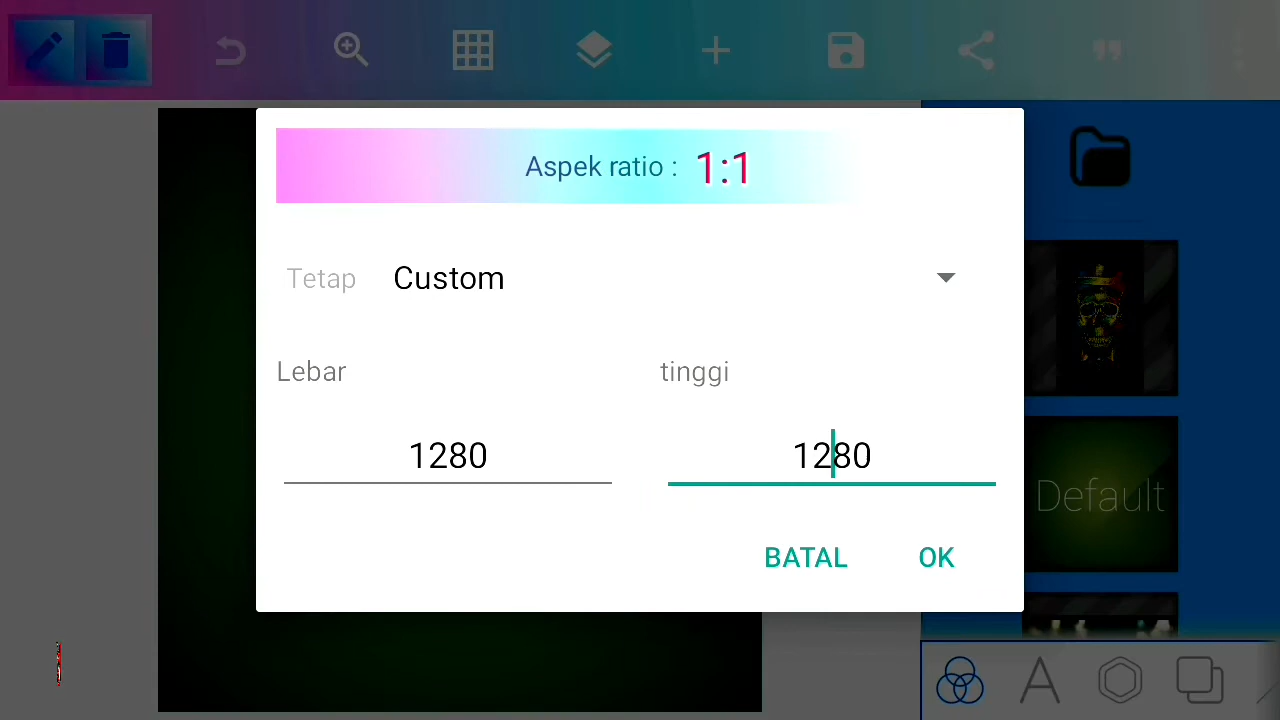 Aspek ratio : 1:1
Tetap Custom
Lebar tinggi
1280 1280
BATAL OK
Default
A